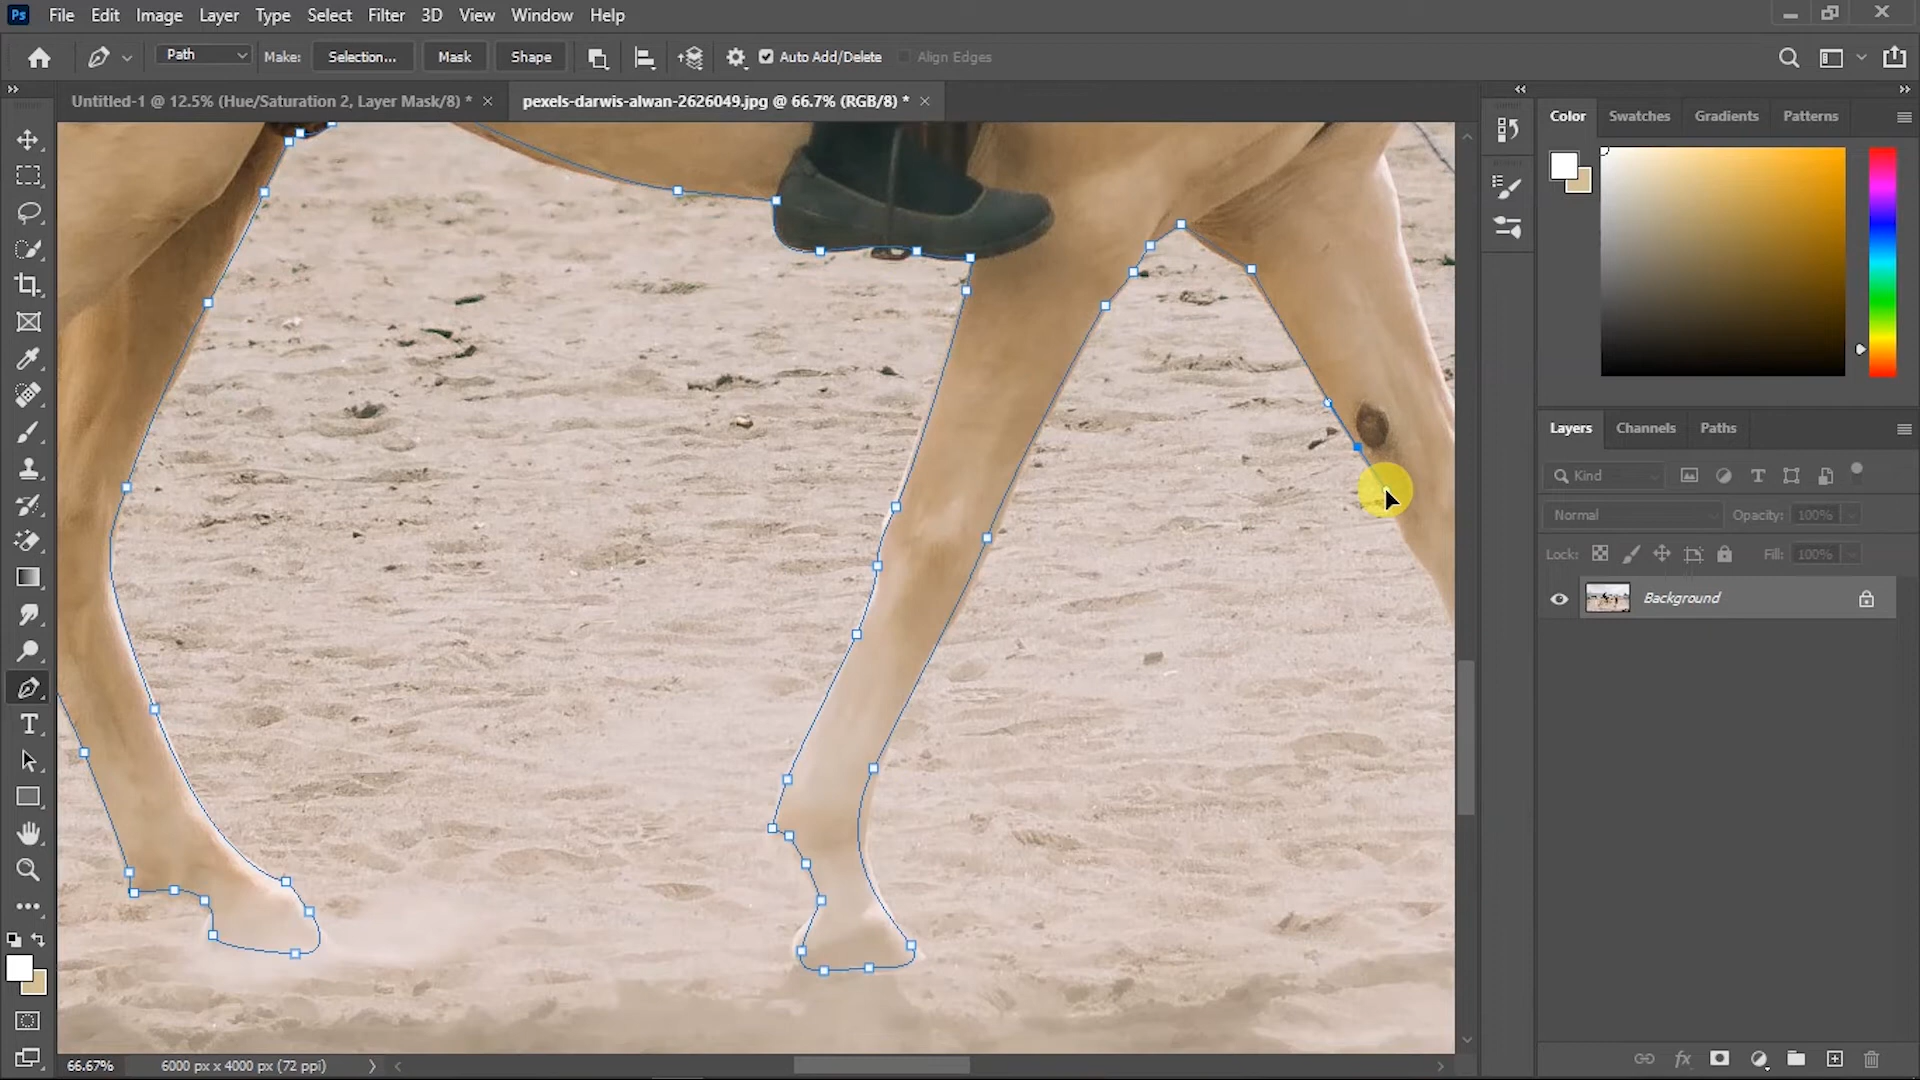 Ps File Edit Image Layer Type Select Filter 3D View Window Help
Path Make: Selection... Mask Shape Auto Add/Delete Align Edges
Untitled-1 @ 12.5% (Hue/Saturation 2, Layer Mask/8) * × pexels-darwis-alwan-2626049.jpg @ 66.7% (RGB/8) * ×
Color Swatches Gradients Patterns
Layers Channels Paths
Kind
Normal Opacity: 100%
Lock: Fill: 100%
Background
66.67% 6000 px x 4000 px (72 ppi)